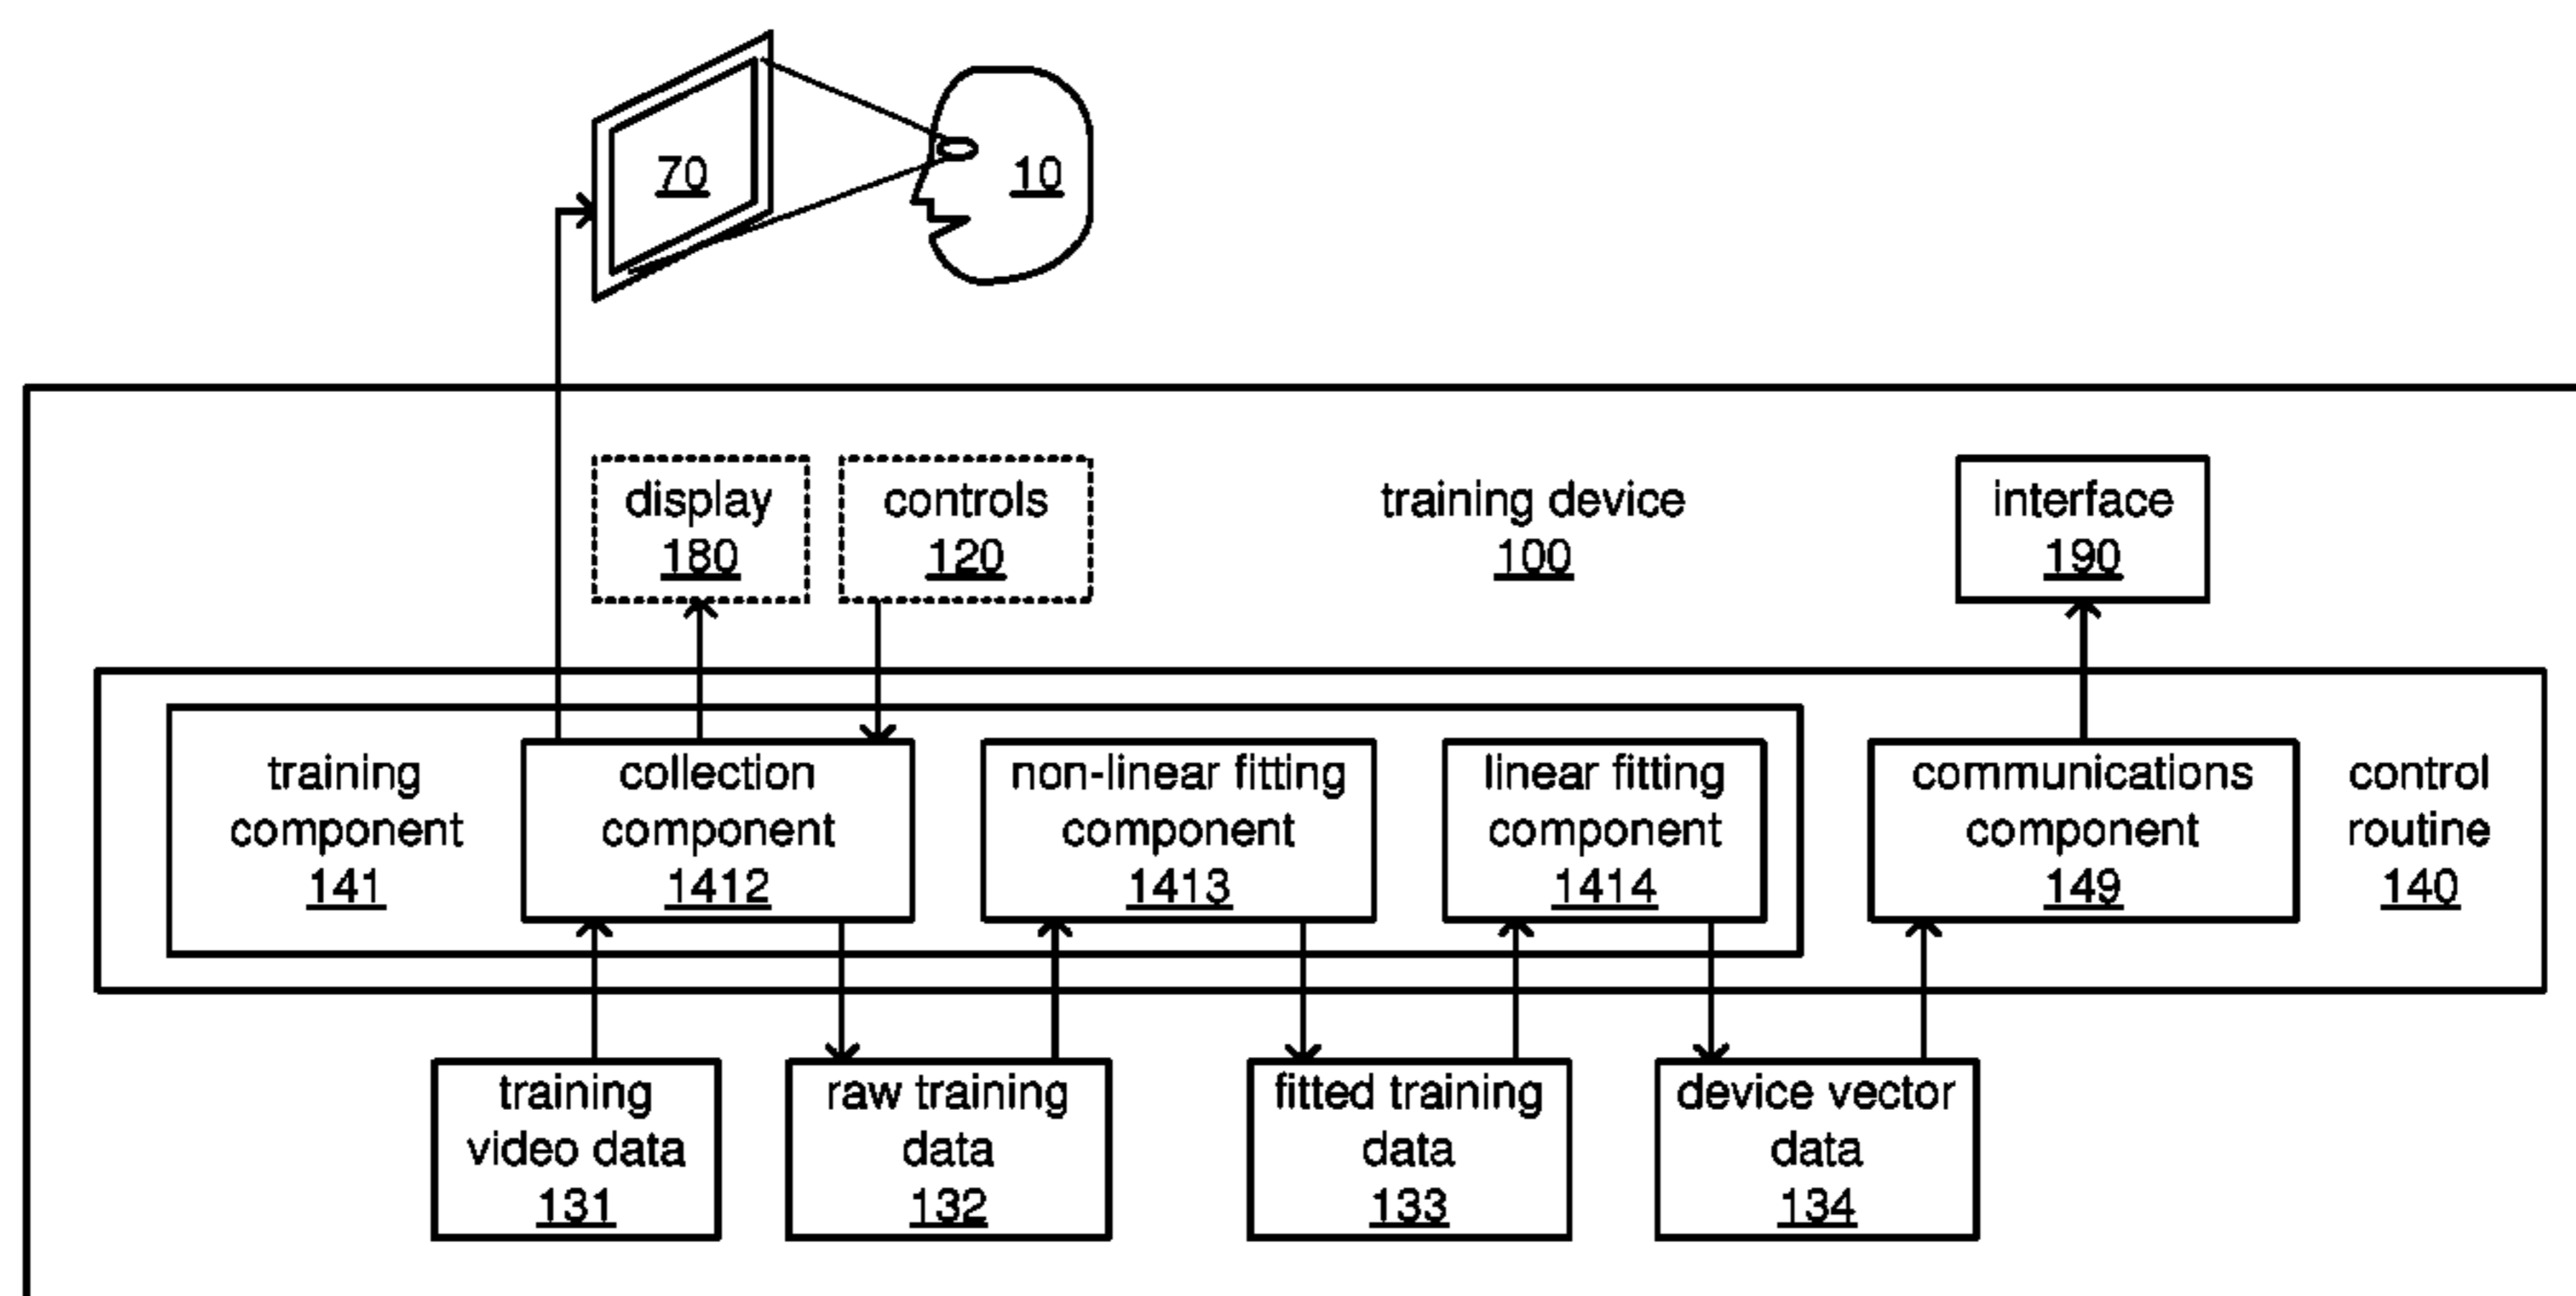 70
10
display
180
controls
120
training device
100
interface
190
training
component
141
collection
component
1412
non-linear fitting
component
1413
linear fitting
component
1414
communications
component
149
control
routine
140
training
video data
131
raw training
data
132
fitted training
data
133
device vector
data
134